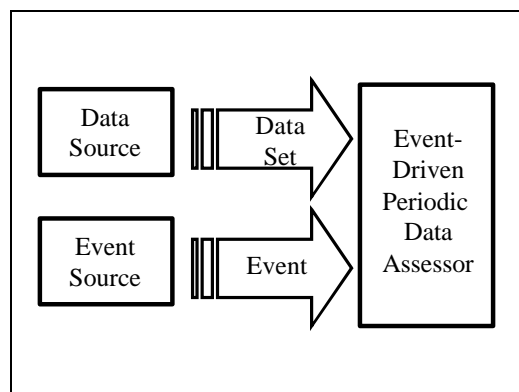 Data
Source
Data
Set
Event
Source
Event
Event-
Driven
Periodic
Data
Assessor